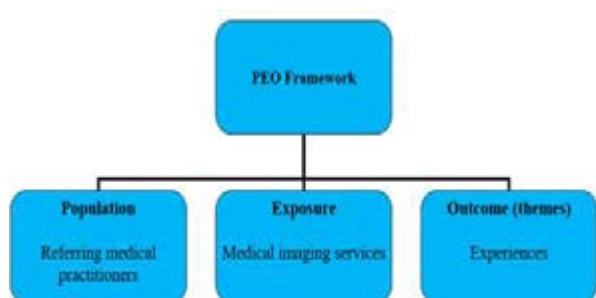 PEO Framework
Population
Referring medical
practitioners
Exposure
Medical imaging services
Outcome (themes)
Experiences